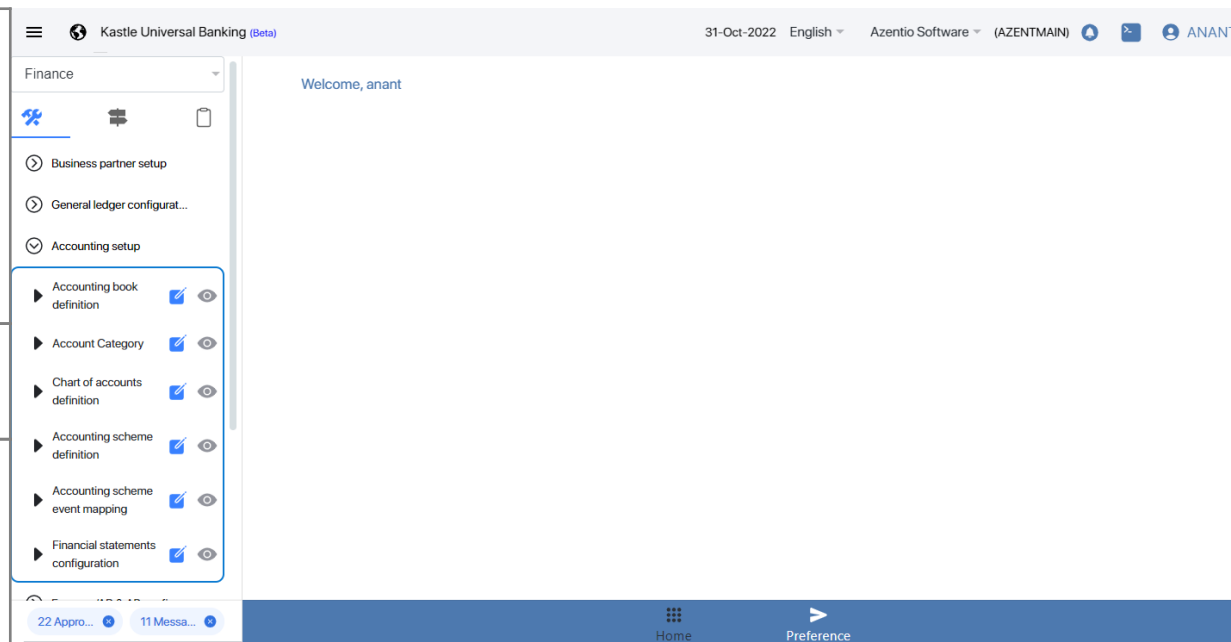 Kastle Universal Banking (Beta)
31-Oct-2022 English Azentio Software (AZENTMAIN) ANANT
Finance
Welcome, anant
Business partner setup
General ledger configurat...
Accounting setup
Accounting book
definition
Account Category
Chart of accounts
definition
Accounting scheme
definition
Accounting scheme
event mapping
Financial statements
configuration
22 Appro... 11 Messa...
Home Preference